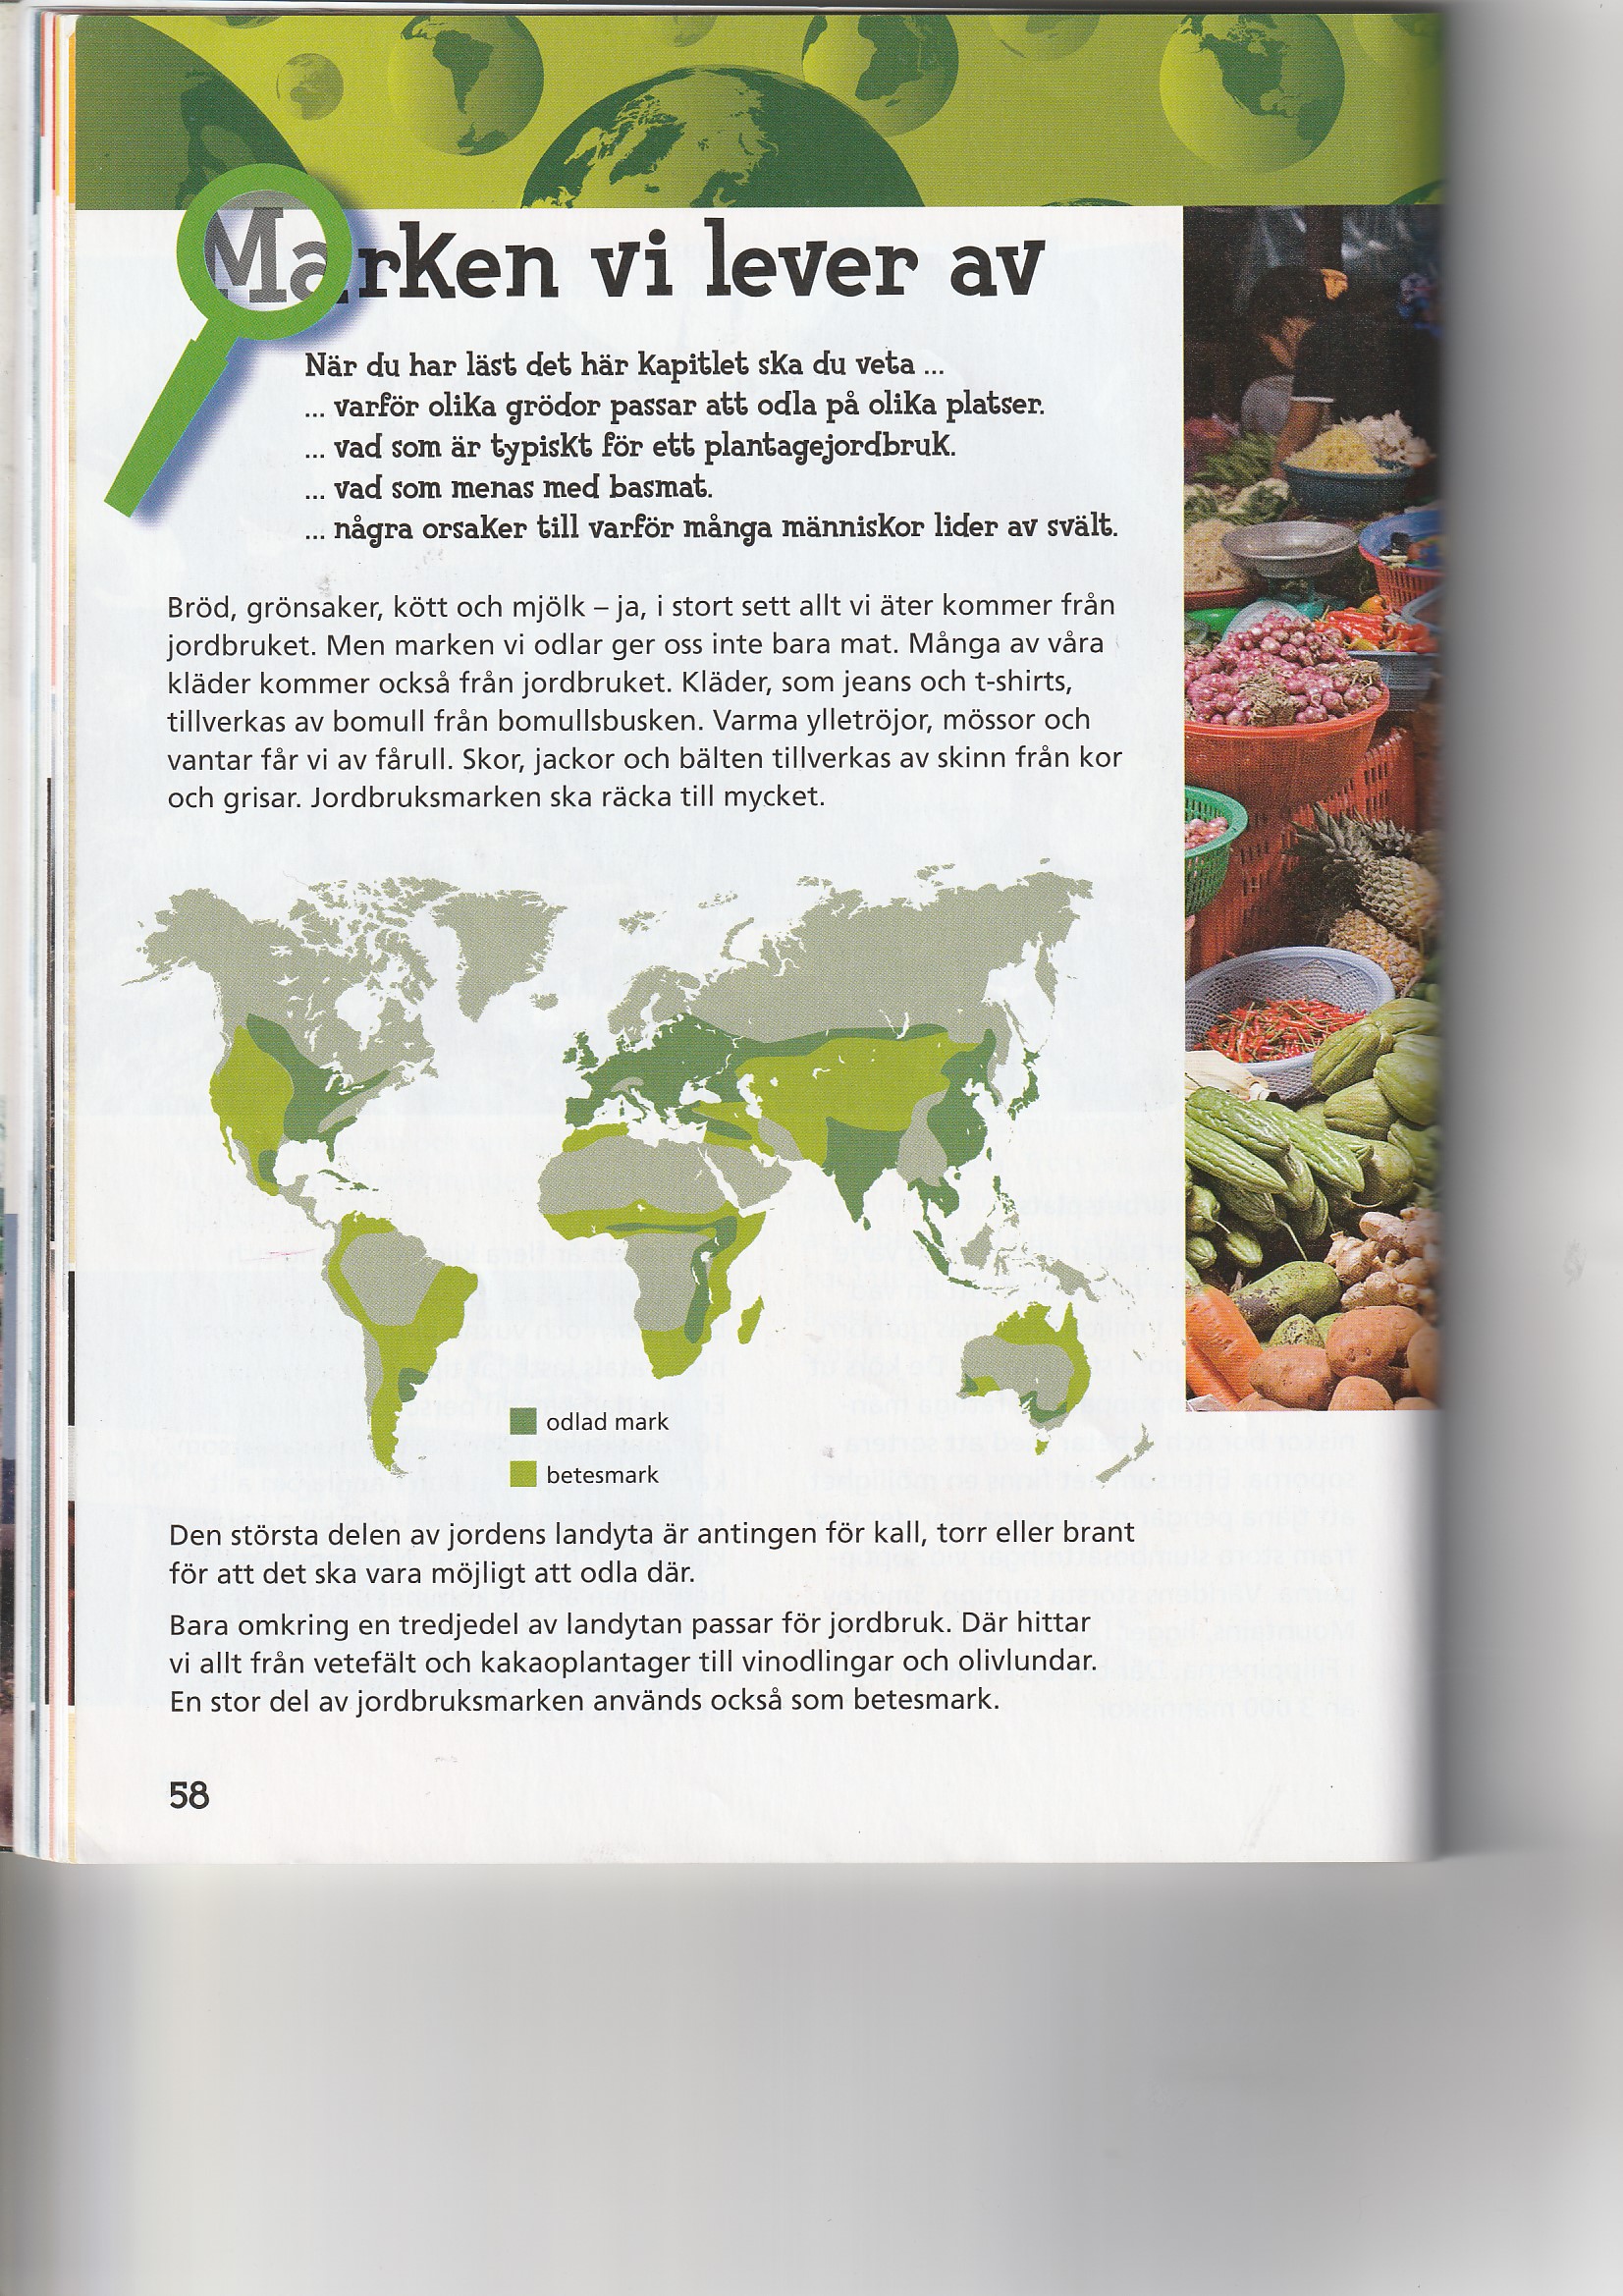 Marken vi lever av
När du har läst det här kapitlet ska du veta ...
... varför olika grödor passar att odla på olika platser.
... vad som är typiskt för ett plantagejordbruk.
... vad som menas med basmat.
... några orsaker till varför många människor lider av svält.
Bröd, grönsaker, kött och mjölk – ja, i stort sett allt vi äter kommer från
jordbruket. Men marken vi odlar ger oss inte bara mat. Många av våra
kläder kommer också från jordbruket. Kläder, som jeans och t-shirts,
tillverkas av bomull från bomullsbusken. Varma ylletröjor, mössor och
vantar får vi av fårull. Skor, jackor och bälten tillverkas av skinn från kor
och grisar. Jordbruksmarken ska räcka till mycket.
odlad mark
betesmark
Den största delen av jordens landyta är antingen för kall, torr eller brant
för att det ska vara möjligt att odla där.
Bara omkring en tredjedel av landytan passar för jordbruk. Där hittar
vi allt från vetefält och kakaoplantager till vinodlingar och olivlundar.
En stor del av jordbruksmarken används också som betesmark.
58